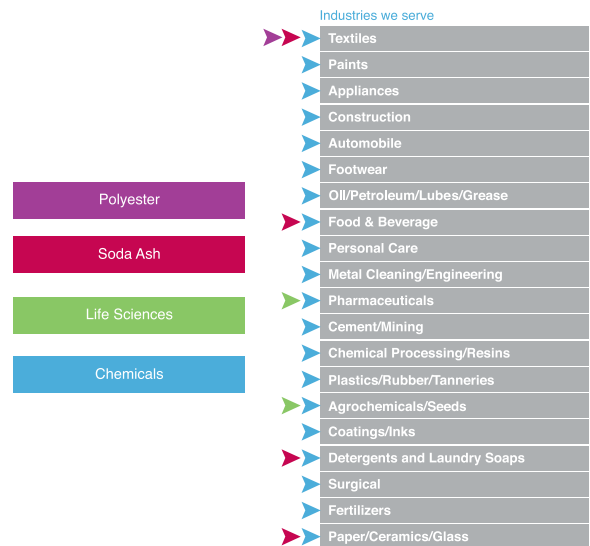 Industries we serve
Textiles
Paints
Appliances
Construction
Automobile
Footwear
OIl/Petroleum/Lubes/Grease
Food & Beverage
Personal Care
Metal Cleaning/Engineering
Pharmaceuticals
Cement/Mining
Chemical Processing/Resins
Plastics/Rubber/Tanneries
Agrochemicals/Seeds
Coatings/Inks
Detergents and Laundry Soaps
Surgical
Fertilizers
Paper/Ceramics/Glass
Polyester
Soda Ash
Life Sciences
Chemicals